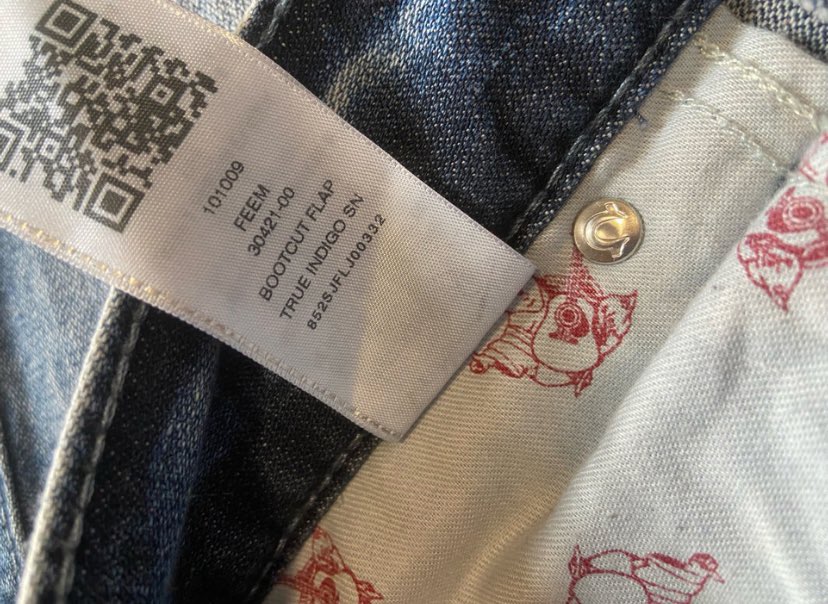 101009
FEEM
30421-00
BOOTCUT FLAP
TRUE INDIGO SN
852SJFLJ00332